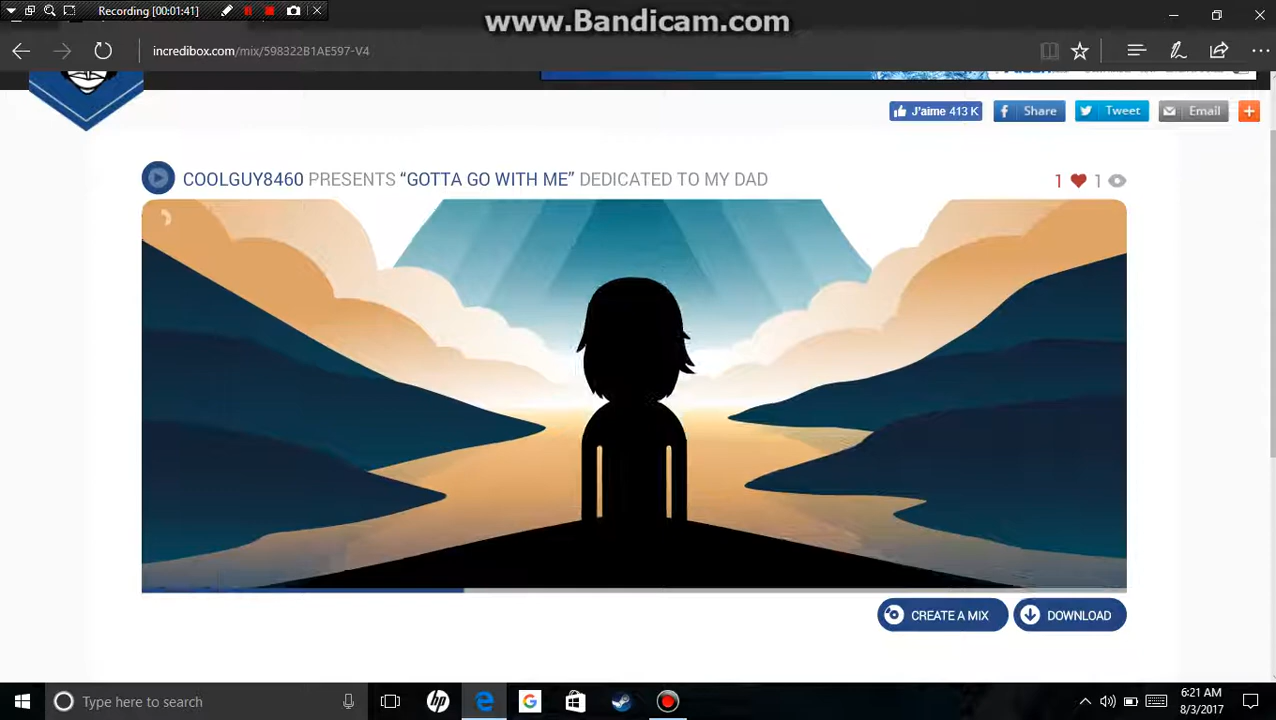 Recording [00:01:41]
www.Bandicam.com
incredibox.com/mix/598322B1AE597-V4
J'aime 413 K
Share
Tweet
Email
COOLGUY8460 PRESENTS “GOTTA GO WITH ME” DEDICATED TO MY DAD
1 1
CREATE A MIX
DOWNLOAD
Type here to search
hp
G
6:21 AM
8/3/2017